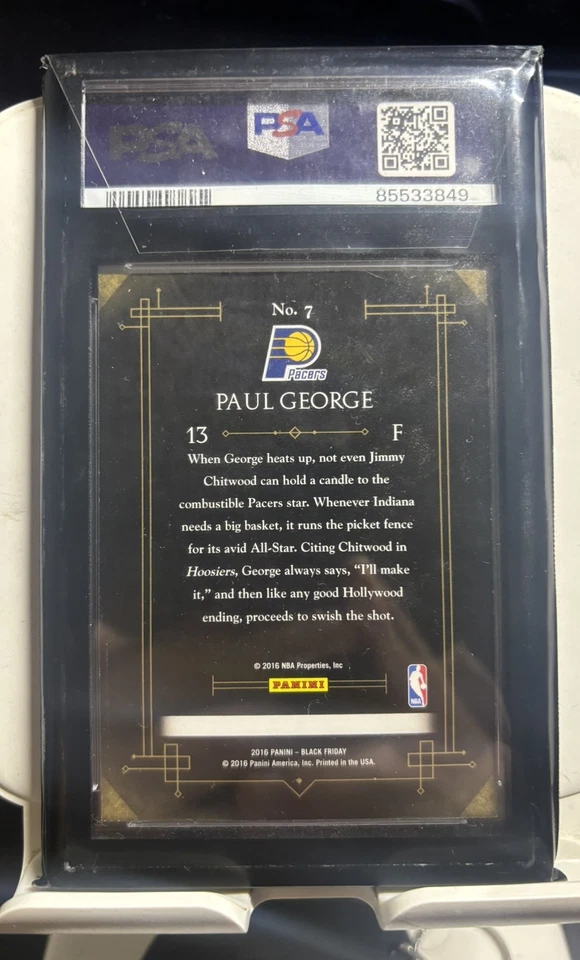 PSA
PSA
85533849
No. 7
Pacers
PAUL GEORGE
13 F
When George heats up, not even Jimmy
Chitwood can hold a candle to the
combustible Pacers star. Whenever Indiana
needs a big basket, it runs the picket fence
for its avid All-Star. Citing Chitwood in
Hoosiers, George always says, “I’ll make
it,” and then like any good Hollywood
ending, proceeds to swish the shot.
© 2016 NBA Properties, Inc
PANINI
NBA
2016 PANINI – BLACK FRIDAY
© 2016 Panini America, Inc. Printed in the USA.